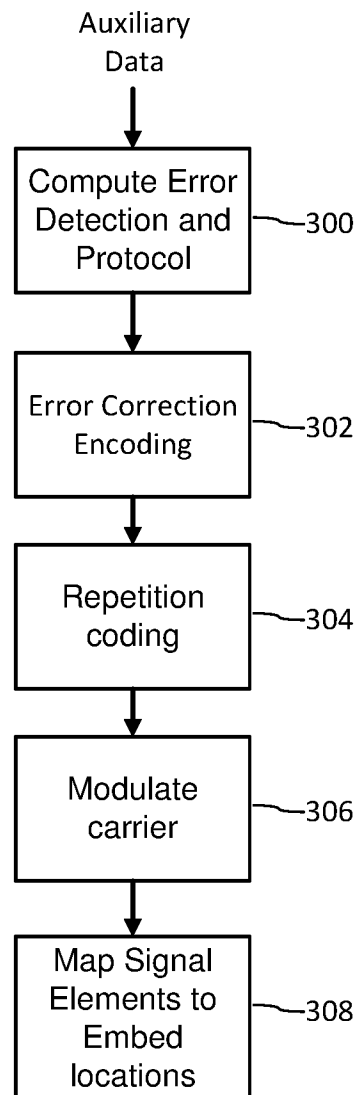 Auxiliary
Data
Compute Error
Detection and
Protocol
300
Error Correction
Encoding
302
Repetition
coding
304
Modulate
carrier
306
Map Signal
Elements to
Embed
locations
308